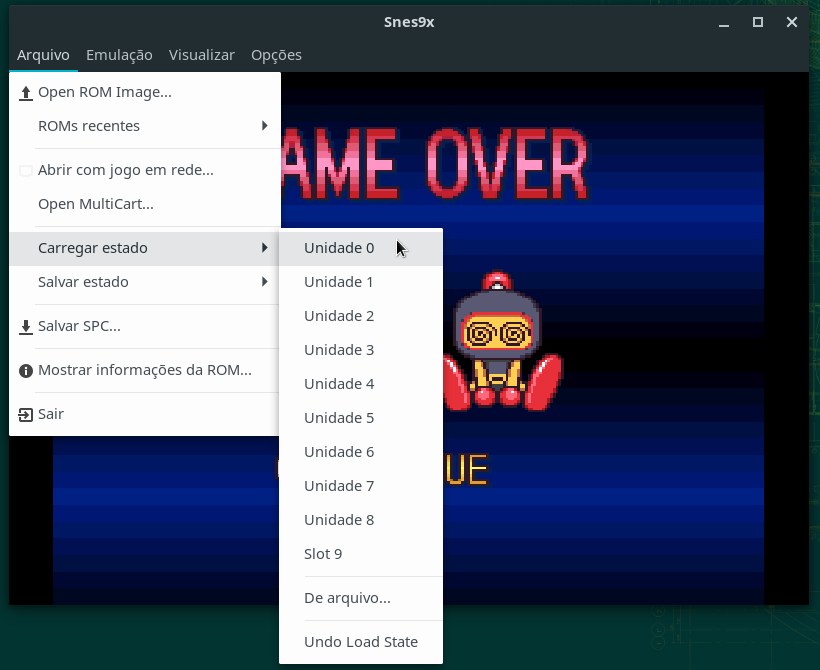 Snes9x
Arquivo Emulação Visualizar Opções
Open ROM Image...
ROMs recentes
Abrir com jogo em rede...
Open MultiCart...
Carregar estado
Salvar estado
Salvar SPC...
Mostrar informações da ROM...
Sair
Unidade 0
Unidade 1
Unidade 2
Unidade 3
Unidade 4
Unidade 5
Unidade 6
Unidade 7
Unidade 8
Slot 9
De arquivo...
Undo Load State
AME OVER
UE